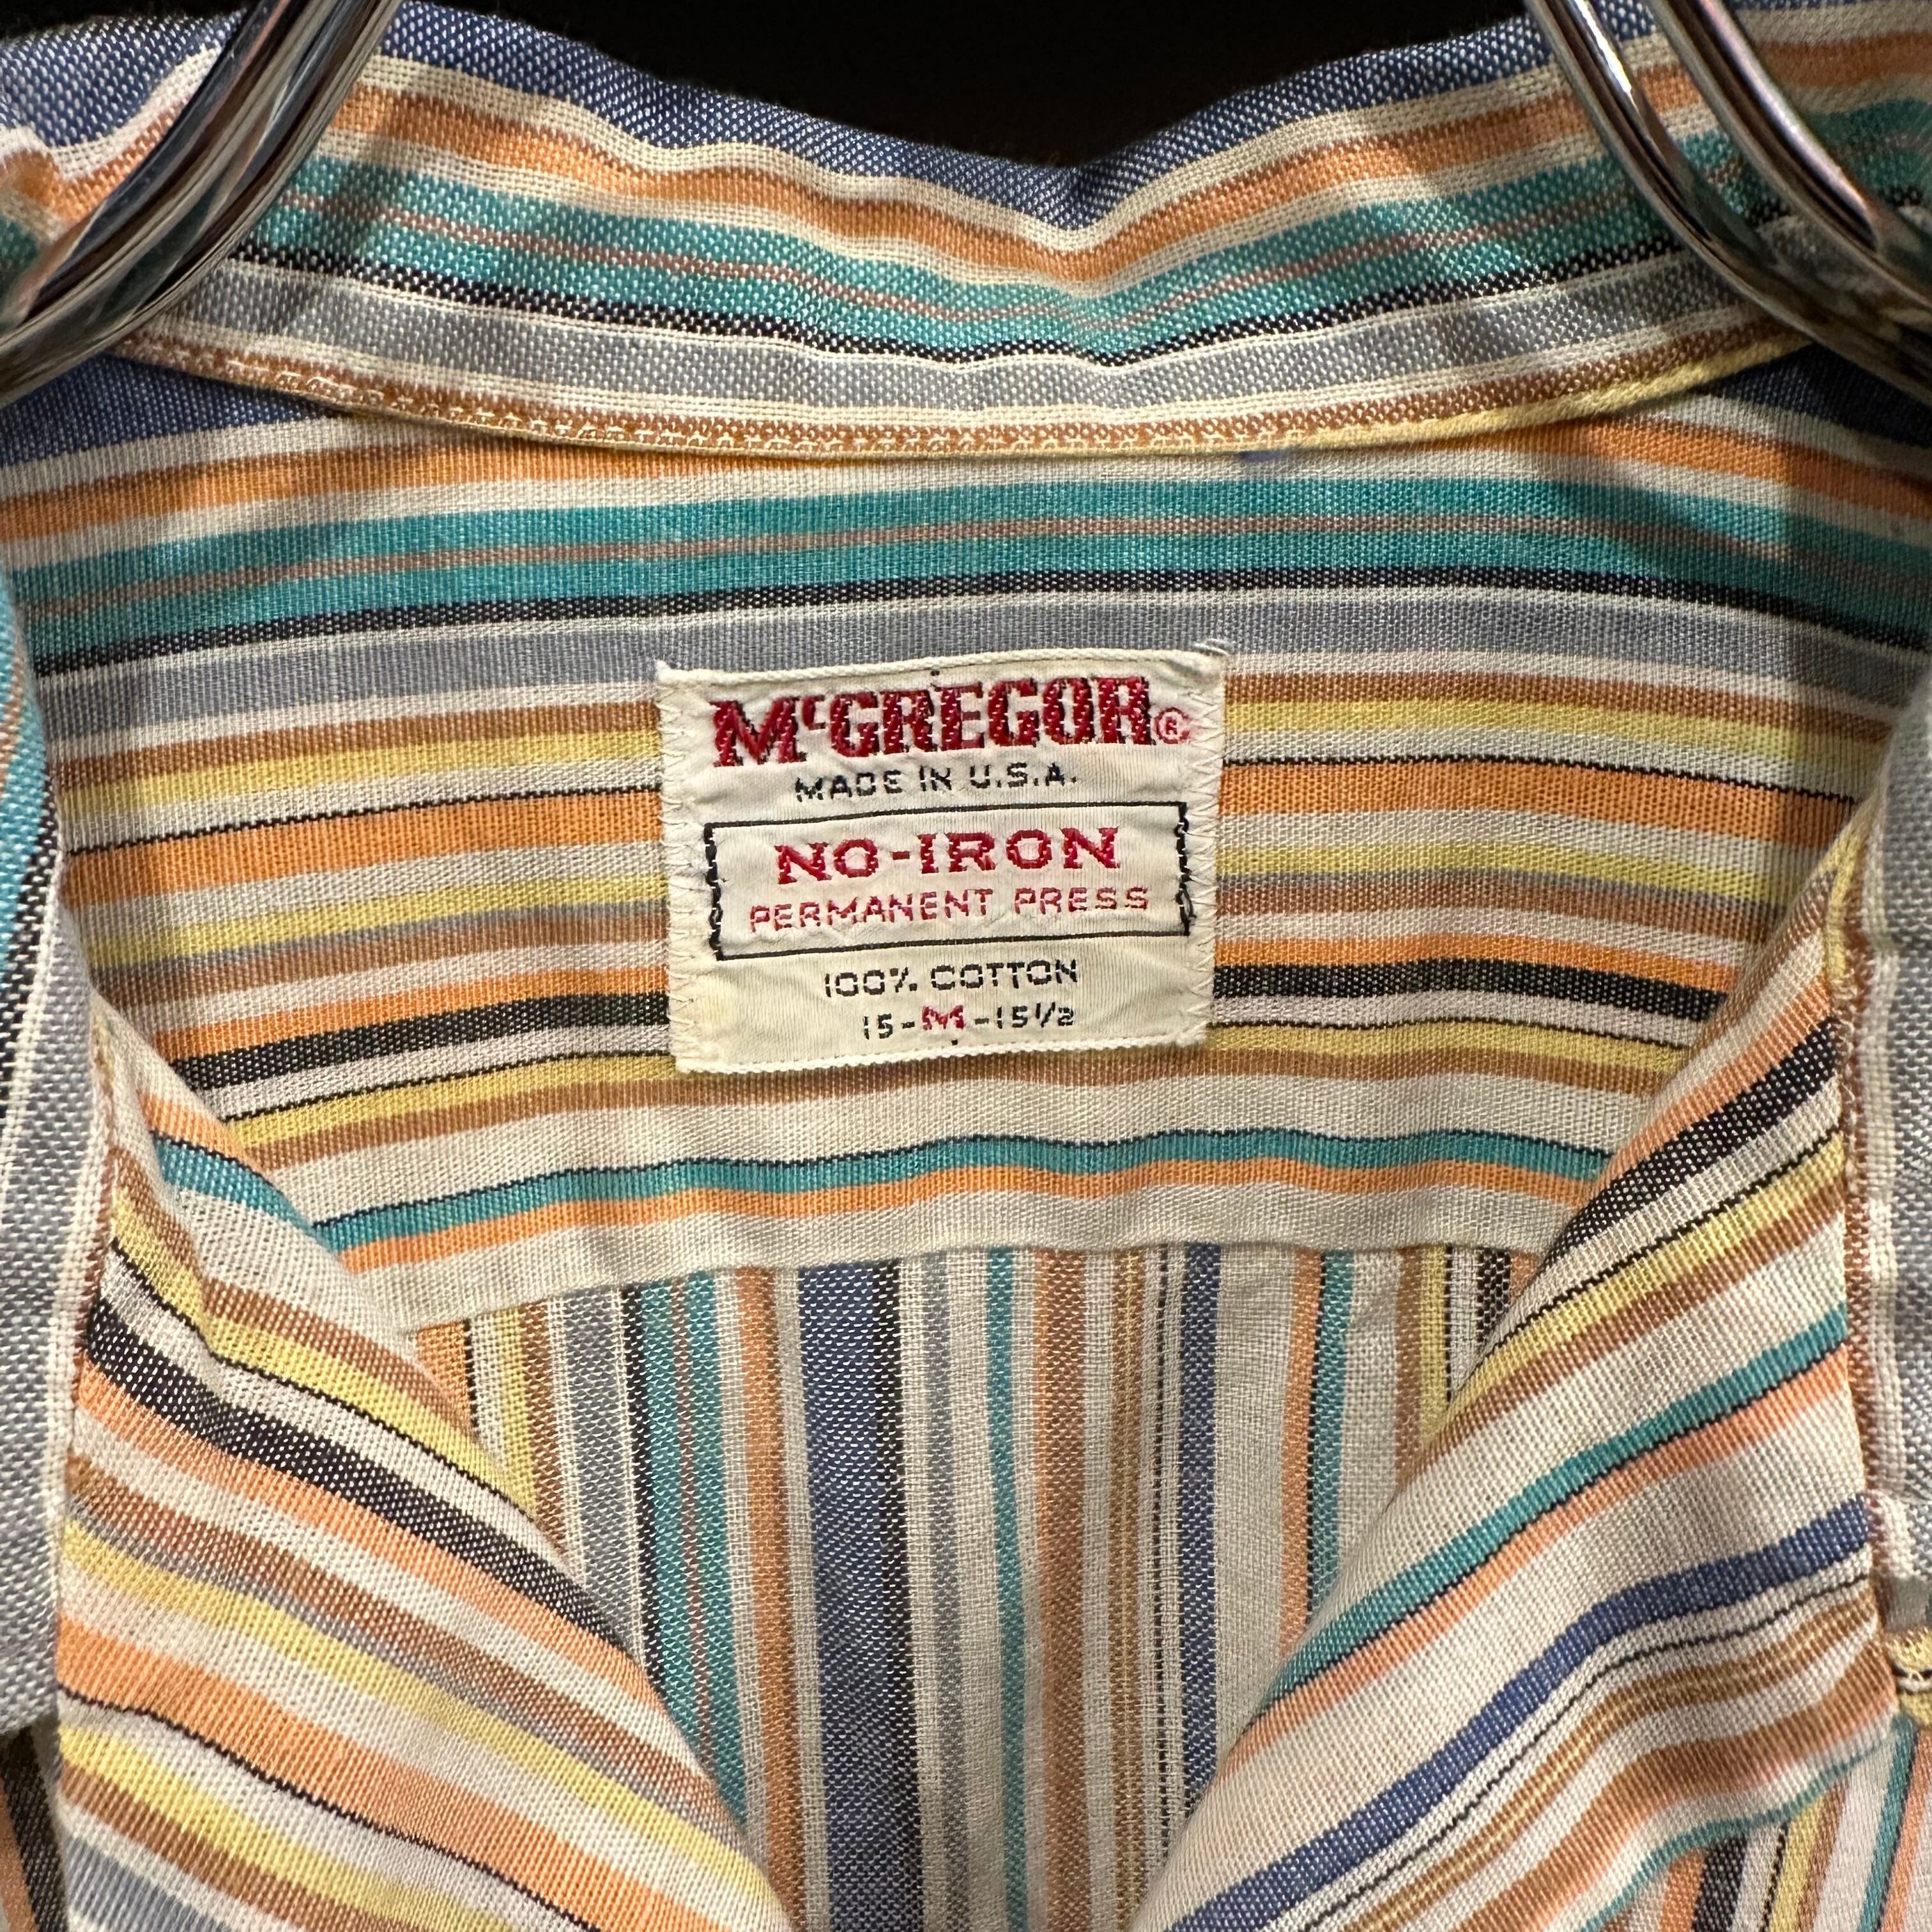 McGREGOR®
MADE IN U.S.A.
NO-IRON
PERMANENT PRESS
100% COTTON
15-M-15½